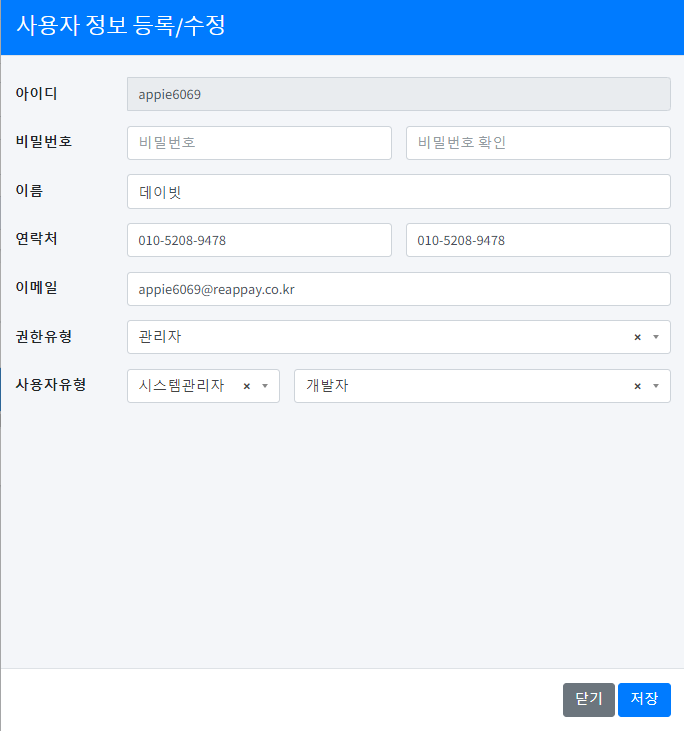 사용자 정보 등록/수정
아이디 appie6069
비밀번호 비밀번호 비밀번호 확인
이름 데이빗
연락처 010-5208-9478 010-5208-9478
이메일 appie6069@reappay.co.kr
권한유형 관리자 ×
사용자유형 시스템관리자 × 개발자 ×
닫기 저장